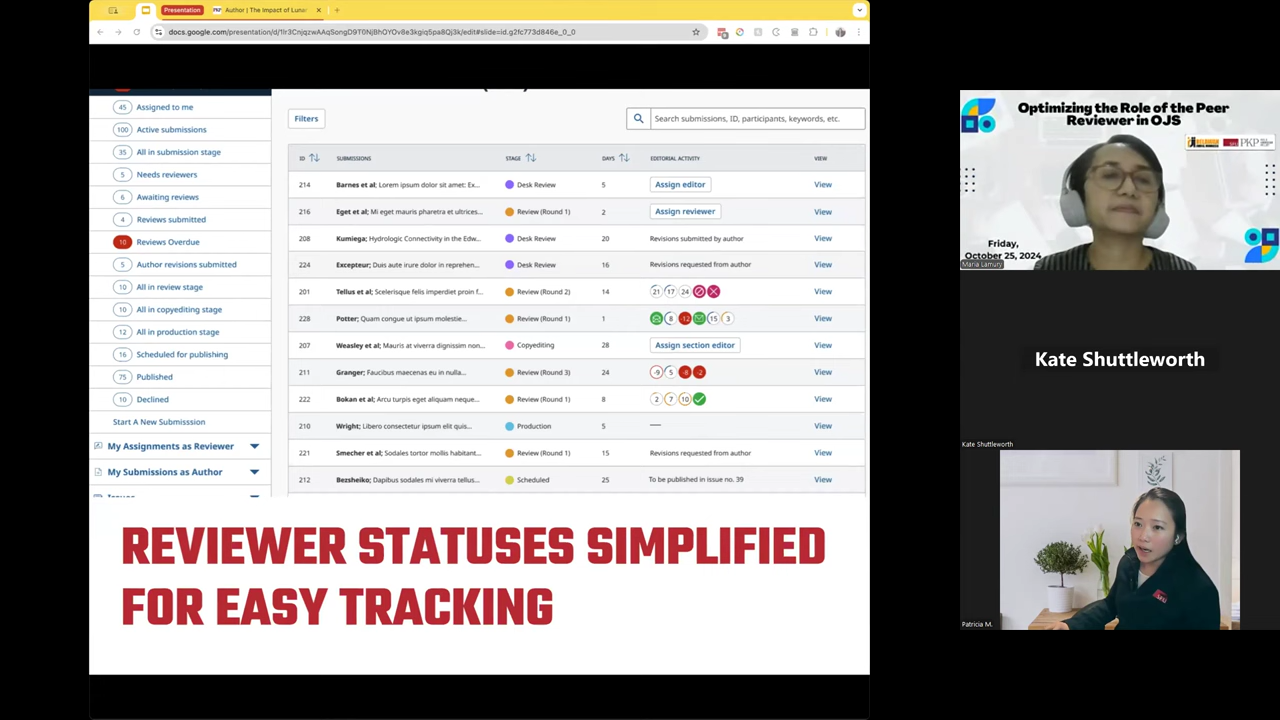 Presentation
PKP Author | The Impact of Lunar
docs.google.com/presentation/d/1lr3CnjqzwAAqSongD9T0NjBhOYOv8e3kgiq5pa8Qj3k/edit#slide=id.g2fc773d846e_0_0
45 Assigned to me
100 Active submissions
35 All in submission stage
5 Needs reviewers
6 Awaiting reviews
4 Reviews submitted
10 Reviews Overdue
5 Author revisions submitted
10 All in review stage
10 All in copyediting stage
12 All in production stage
16 Scheduled for publishing
75 Published
10 Declined
Start A New Submisssion
My Assignments as Reviewer
My Submissions as Author
Issues
Filters
Search submissions, ID, participants, keywords, etc.
ID SUBMISSIONS STAGE DAYS EDITORIAL ACTIVITY VIEW
214 Barnes et al; Lorem ipsum dolor sit amet: Ex... Desk Review 5 Assign editor View
216 Eget et al; Mi eget mauris pharetra et ultrices... Review (Round 1) 2 Assign reviewer View
208 Kumiega; Hydrologic Connectivity in the Edw... Desk Review 20 Revisions submitted by author View
224 Excepteur; Duis aute irure dolor in reprehen... Desk Review 16 Revisions requested from author View
201 Tellus et al; Scelerisque felis imperdiet proin f... Review (Round 2) 14 21 17 24 View
228 Potter; Quam congue ut ipsum molestie... Review (Round 1) 1 8 -12 15 3 View
207 Weasley et al; Mauris at viverra dignissim non... Copyediting 28 Assign section editor View
211 Granger; Faucibus maecenas eu in nulla... Review (Round 3) 24 -9 5 -8 -2 View
222 Bokan et al; Arcu turpis eget aliquam neque... Review (Round 1) 8 2 7 10 View
210 Wright; Libero consectetur ipsum elit quis... Production 5 — View
221 Smecher et al; Sodales tortor mollis habitant... Review (Round 1) 15 Revisions requested from author View
212 Bezsheiko; Dapibus sodales mi viverra tellus... Scheduled 25 To be published in issue no. 39 View
REVIEWER STATUSES SIMPLIFIED
FOR EASY TRACKING
Optimizing the Role of the Peer
Reviewer in OJS
RELAWAN
PKP
Friday,
October 25, 2024
Maria Lamury
Kate Shuttleworth
Kate Shuttleworth
SFU
Patricia M.